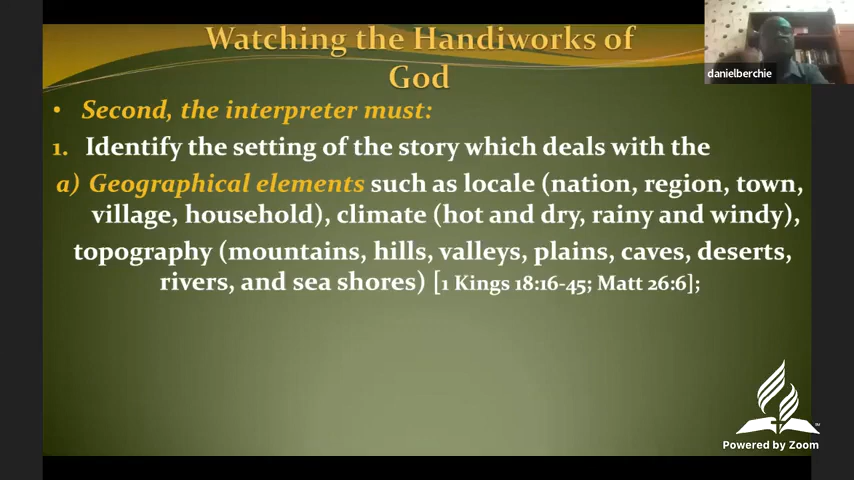 Watching the Handiworks of
God
danielberchie
• Second, the interpreter must:
1. Identify the setting of the story which deals with the
a) Geographical elements such as locale (nation, region, town,
village, household), climate (hot and dry, rainy and windy),
topography (mountains, hills, valleys, plains, caves, deserts,
rivers, and sea shores) [1 Kings 18:16-45; Matt 26:6];
Powered by Zoom